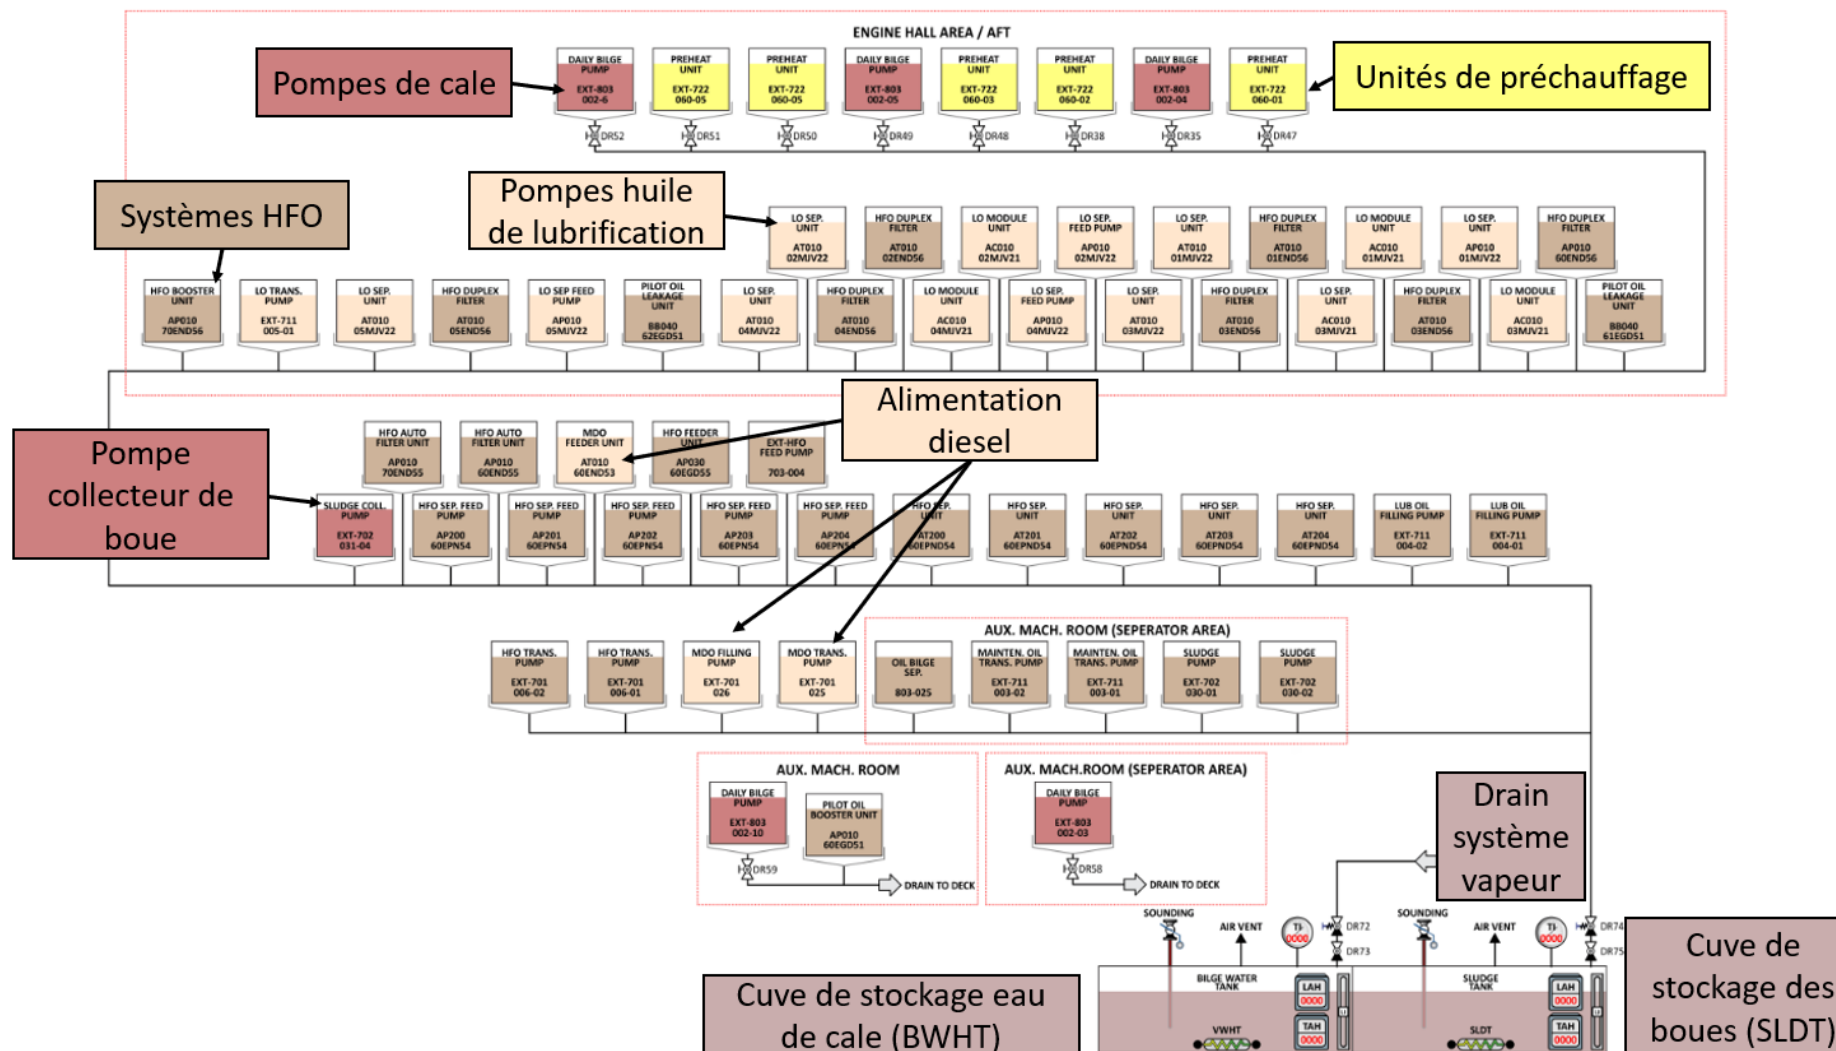 ENGINE HALL AREA / AFT
Pompes de cale
DAILY BILGE
PUMP
EXT-803
002-6
PREHEAT
UNIT
EXT-722
060-05
PREHEAT
UNIT
EXT-722
060-05
DAILY BILGE
PUMP
EXT-803
002-05
PREHEAT
UNIT
EXT-722
060-03
PREHEAT
UNIT
EXT-722
060-02
DAILY BILGE
PUMP
EXT-803
002-04
PREHEAT
UNIT
EXT-722
060-01
Unités de préchauffage
DR52
DR51
DR50
DR49
DR48
DR38
DR35
DR47
Systèmes HFO
Pompes huile
de lubrification
LO SEP.
UNIT
AT010
02MJV22
HFO DUPLEX
FILTER
AT010
02END56
LO MODULE
UNIT
AC010
02MJV21
LO SEP.
FEED PUMP
AP010
02MJV22
LO SEP.
UNIT
AT010
01MJV22
HFO DUPLEX
FILTER
AT010
01END56
LO MODULE
UNIT
AC010
01MJV21
LO SEP.
UNIT
AP010
01MJV22
HFO DUPLEX
FILTER
AP010
60END56
HFO BOOSTER
UNIT
AP010
70END56
LO TRANS.
PUMP
EXT-711
005-01
LO SEP.
UNIT
AT010
05MJV22
HFO DUPLEX
FILTER
AT010
05END56
LO SEP FEED
PUMP
AP010
05MJV22
PILOT OIL
LEAKAGE
UNIT
BB040
62EGD51
LO SEP.
UNIT
AT010
04MJV22
HFO DUPLEX
FILTER
AT010
04END56
LO MODULE
UNIT
AC010
04MJV21
LO SEP.
FEED PUMP
AP010
04MJV22
LO SEP.
UNIT
AT010
03MJV22
HFO DUPLEX
FILTER
AT010
03END56
LO SEP.
UNIT
AC010
03MJV21
HFO DUPLEX
FILTER
AT010
03END56
LO MODULE
UNIT
AC010
03MJV21
PILOT OIL
LEAKAGE
UNIT
BB040
61EGD51
Alimentation
diesel
Pompe
collecteur de
boue
HFO AUTO
FILTER UNIT
AP010
70END55
HFO AUTO
FILTER UNIT
AP010
60END55
MDO
FEEDER UNIT
AT010
60END53
HFO FEEDER
UNIT
AP030
60EGD55
EXT-HFO
FEED PUMP
703-004
SLUDGE COLL.
PUMP
EXT-702
031-04
HFO SEP. FEED
PUMP
AP200
60EPN54
HFO SEP. FEED
PUMP
AP201
60EPN54
HFO SEP. FEED
PUMP
AP202
60EPN54
HFO SEP. FEED
PUMP
AP203
60EPN54
HFO SEP. FEED
PUMP
AP204
60EPN54
HFO SEP.
UNIT
AT200
60EPND54
HFO SEP.
UNIT
AT201
60EPND54
HFO SEP.
UNIT
AT202
60EPND54
HFO SEP.
UNIT
AT203
60EPND54
HFO SEP.
UNIT
AT204
60EPND54
LUB OIL
FILLING PUMP
EXT-711
004-02
LUB OIL
FILLING PUMP
EXT-711
004-01
AUX. MACH. ROOM (SEPERATOR AREA)
HFO TRANS.
PUMP
EXT-701
006-02
HFO TRANS.
PUMP
EXT-701
006-01
MDO FILLING
PUMP
EXT-701
026
MDO TRANS.
PUMP
EXT-701
025
OIL BILGE
SEP.
803-025
MAINTEN. OIL
TRANS. PUMP
EXT-711
003-02
MAINTEN. OIL
TRANS. PUMP
EXT-711
003-01
SLUDGE
PUMP
EXT-702
030-01
SLUDGE
PUMP
EXT-702
030-02
AUX. MACH. ROOM
DAILY BILGE
PUMP
EXT-803
002-10
PILOT OIL
BOOSTER UNIT
AP010
60EGD51
DR59
DRAIN TO DECK
AUX. MACH.ROOM (SEPERATOR AREA)
DAILY BILGE
PUMP
EXT-803
002-03
DR58
DRAIN TO DECK
Drain
système
vapeur
SOUNDING
AIR VENT
TI
0000
DR72
DR73
SOUNDING
AIR VENT
TI
0000
DR74
DR75
Cuve de stockage eau
de cale (BWHT)
BILGE WATER
TANK
LAH
0000
TAH
0000
VWHT
SLUDGE
TANK
LAH
0000
TAH
0000
SLDT
Cuve de
stockage des
boues (SLDT)